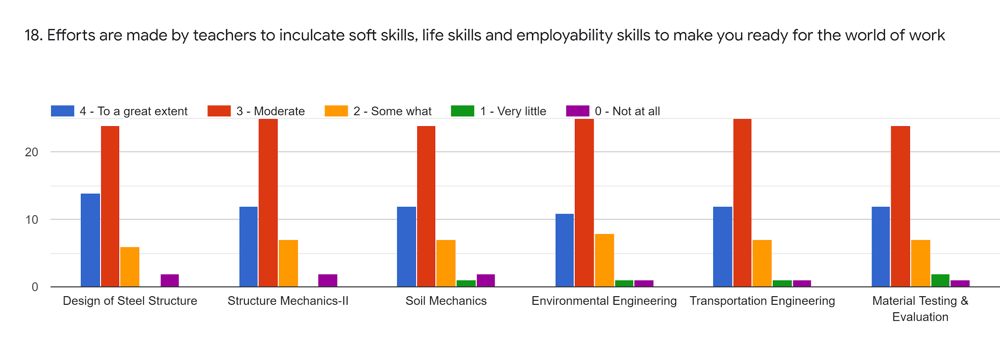 18. Efforts are made by teachers to inculcate soft skills, life skills and employability skills to make you ready for the world of work
4 - To a great extent 3 - Moderate 2 - Some what 1 - Very little 0 - Not at all
20
10
0
Design of Steel Structure Structure Mechanics-II Soil Mechanics Environmental Engineering Transportation Engineering Material Testing &
Evaluation